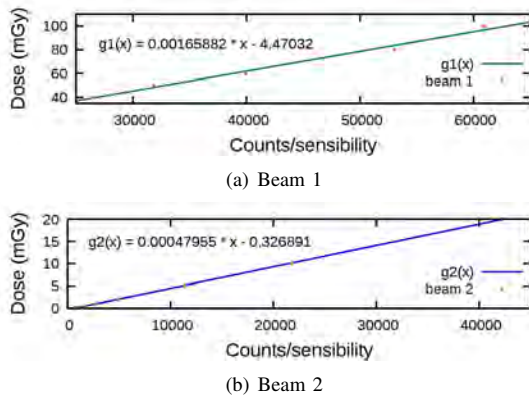 100
80
60
40
Dose (mGy)
g1(x) = 0.00165882 * x - 4.47032
g1(x)
beam 1
30000 40000 50000 60000
Counts/sensibility
(a) Beam 1
20
15
10
5
0
Dose (mGy)
g2(x) = 0.00047955 * x - 0.326891
g2(x)
beam 2
0 10000 20000 30000 40000
Counts/sensibility
(b) Beam 2